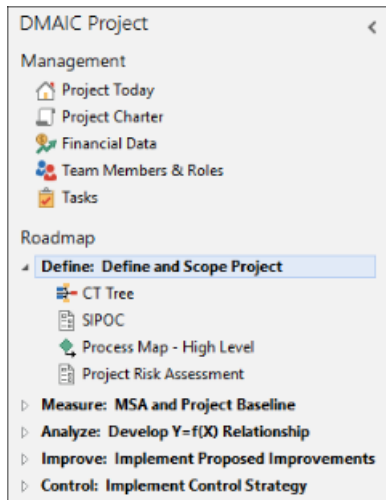 DMAIC Project
Management
Project Today
Project Charter
Financial Data
Team Members & Roles
Tasks
Roadmap
Define: Define and Scope Project
CT Tree
SIPOC
Process Map - High Level
Project Risk Assessment
Measure: MSA and Project Baseline
Analyze: Develop Y=f(X) Relationship
Improve: Implement Proposed Improvements
Control: Implement Control Strategy